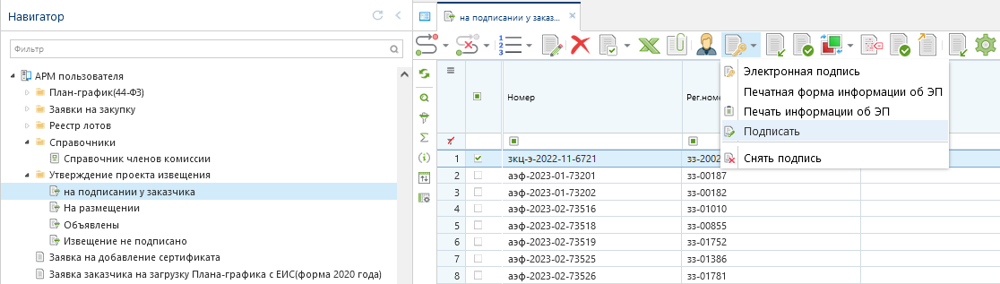 Навигатор
Фильтр
АРМ пользователя
План-график(44-ФЗ)
Заявки на закупку
Реестр лотов
Справочники
Справочник членов комиссии
Утверждение проекта извещения
на подписании у заказчика
На размещении
Объявлены
Извещение не подписано
Заявка на добавление сертификата
Заявка заказчика на загрузку Плана-графика с ЕИС(форма 2020 года)
на подписании у заказ...
Электронная подпись
Печатная форма информации об ЭП
Печать информации об ЭП
Подписать
Снять подпись
Номер Рег.номе
1 зкц-э-2022-11-6721 зз-2002
2 аэф-2023-01-73201 зз-00187
3 аэф-2023-01-73202 зз-00182
4 аэф-2023-02-73516 зз-01010
5 аэф-2023-02-73518 зз-00855
6 аэф-2023-02-73519 зз-01752
7 аэф-2023-02-73525 зз-01386
8 аэф-2023-02-73526 зз-01781